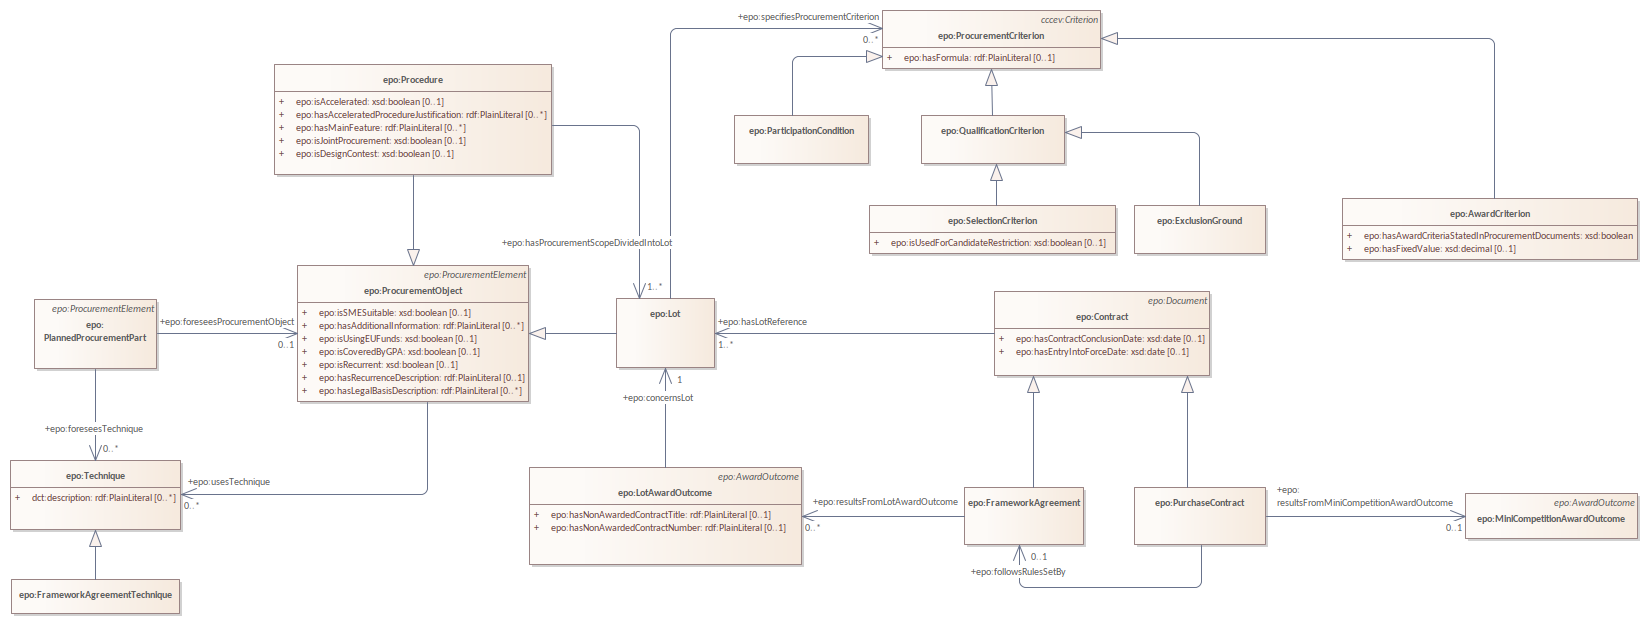 +epo:specifiesProcurementCriterion
0..*
cccev:Criterion
epo:ProcurementCriterion
+ epo:hasFormula: rdf:PlainLiteral [0..1]
epo:Procedure
+ epo:isAccelerated: xsd:boolean [0..1]
+ epo:hasAcceleratedProcedureJustification: rdf:PlainLiteral [0..*]
+ epo:hasMainFeature: rdf:PlainLiteral [0..*]
+ epo:isJointProcurement: xsd:boolean [0..1]
+ epo:isDesignContest: xsd:boolean [0..1]
epo:ParticipationCondition
epo:QualificationCriterion
epo:SelectionCriterion
+ epo:isUsedForCandidateRestriction: xsd:boolean [0..1]
epo:ExclusionGround
epo:AwardCriterion
+ epo:hasAwardCriteriaStatedInProcurementDocuments: xsd:boolean
+ epo:hasFixedValue: xsd:decimal [0..1]
+epo:hasProcurementScopeDividedIntoLot
1..*
epo:ProcurementElement
epo:ProcurementObject
+ epo:isSMESuitable: xsd:boolean [0..1]
+ epo:hasAdditionalInformation: rdf:PlainLiteral [0..*]
+ epo:isUsingEUFunds: xsd:boolean [0..1]
+ epo:isCoveredByGPA: xsd:boolean [0..1]
+ epo:isRecurrent: xsd:boolean [0..1]
+ epo:hasRecurrenceDescription: rdf:PlainLiteral [0..1]
+ epo:hasLegalBasisDescription: rdf:PlainLiteral [0..*]
epo:ProcurementElement
epo:
PlannedProcurementPart
+epo:foreseesProcurementObject
0..1
epo:Lot
+epo:hasLotReference
1..*
epo:Document
epo:Contract
+ epo:hasContractConclusionDate: xsd:date [0..1]
+ epo:hasEntryIntoForceDate: xsd:date [0..1]
1
+epo:concernsLot
+epo:foreseesTechnique
0..*
epo:Technique
+ dct:description: rdf:PlainLiteral [0..*]
+epo:usesTechnique
0..*
epo:AwardOutcome
epo:LotAwardOutcome
+ epo:hasNonAwardedContractTitle: rdf:PlainLiteral [0..1]
+ epo:hasNonAwardedContractNumber: rdf:PlainLiteral [0..1]
+epo:resultsFromLotAwardOutcome
0..*
epo:FrameworkAgreement
epo:PurchaseContract
+epo:
resultsFromMiniCompetitionAwardOutcome
0..1
epo:AwardOutcome
epo:MiniCompetitionAwardOutcome
0..1
+epo:followsRulesSetBy
epo:FrameworkAgreementTechnique